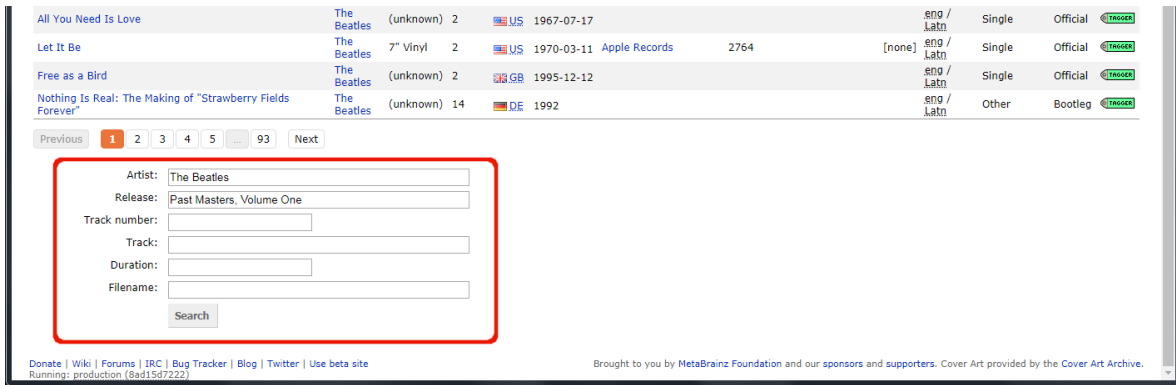 All You Need Is Love The Beatles (unknown) 2 US 1967-07-17 eng / Latn Single Official TAGGER
Let It Be The Beatles 7" Vinyl 2 US 1970-03-11 Apple Records 2764 [none] eng / Latn Single Official TAGGER
Free as a Bird The Beatles (unknown) 2 GB 1995-12-12 eng / Latn Single Official TAGGER
Nothing Is Real: The Making of "Strawberry Fields Forever" The Beatles (unknown) 14 DE 1992 eng / Latn Other Bootleg TAGGER
Previous 1 2 3 4 5 ... 93 Next
Artist: The Beatles
Release: Past Masters, Volume One
Track number:
Track:
Duration:
Filename:
Search
Donate | Wiki | Forums | IRC | Bug Tracker | Blog | Twitter | Use beta site Brought to you by MetaBrainz Foundation and our sponsors and supporters. Cover Art provided by the Cover Art Archive.
Running: production (8ad15d7222)